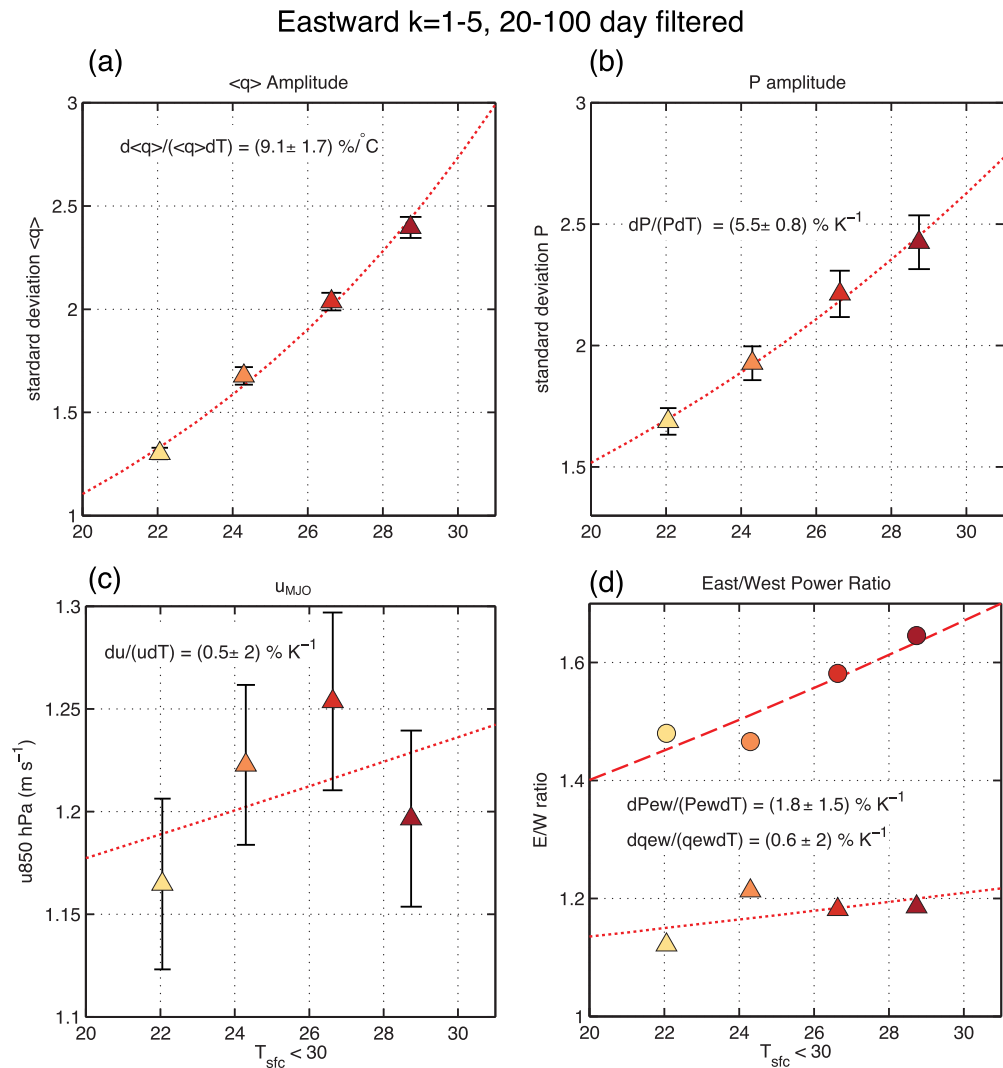 Eastward k=1-5, 20-100 day filtered
(a)
<q> Amplitude
d<q>/(<q>dT) = (9.1± 1.7) %/°C
stardard deviation <q>
3
2.5
2
1.5
1
20 22 24 26 28 30
(b)
P amplitude
dP/(PdT) = (5.5± 0.8) % K⁻¹
standard deviation P
3
2.5
2
1.5
20 22 24 26 28 30
(c)
uMJO
du/(udT) = (0.5± 2) % K⁻¹
u850 hPa (m s⁻¹)
1.3
1.25
1.2
1.15
1.1
20 22 24 26 28 30
Tsfc < 30
(d)
East/West Power Ratio
dPew/(PewdT) = (1.8 ± 1.5) % K⁻¹
dqew/(qewdT) = (0.6 ± 2) % K⁻¹
E/W ratio
1.6
1.4
1.2
1
20 22 24 26 28 30
Tsfc < 30